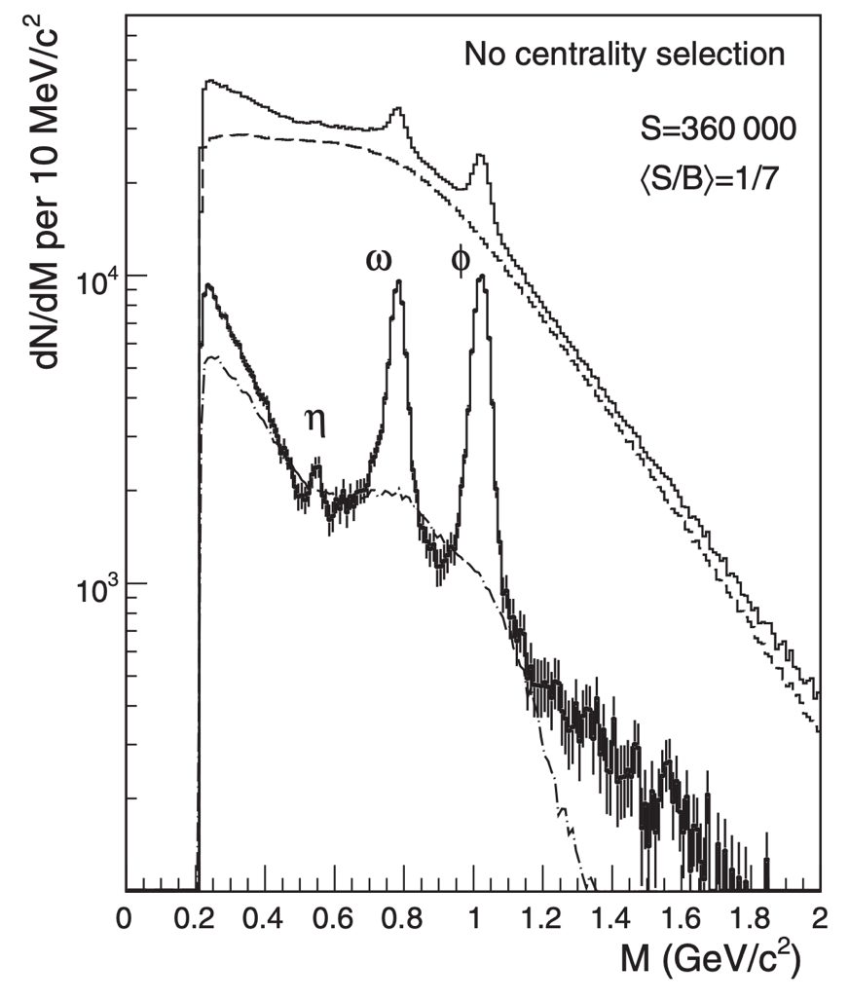 dN/dM per 10 MeV/c²
No centrality selection
S=360 000
⟨S/B⟩=1/7
ω
ϕ
10⁴
η
10³
0 0.2 0.4 0.6 0.8 1 1.2 1.4 1.6 1.8 2
M (GeV/c²)